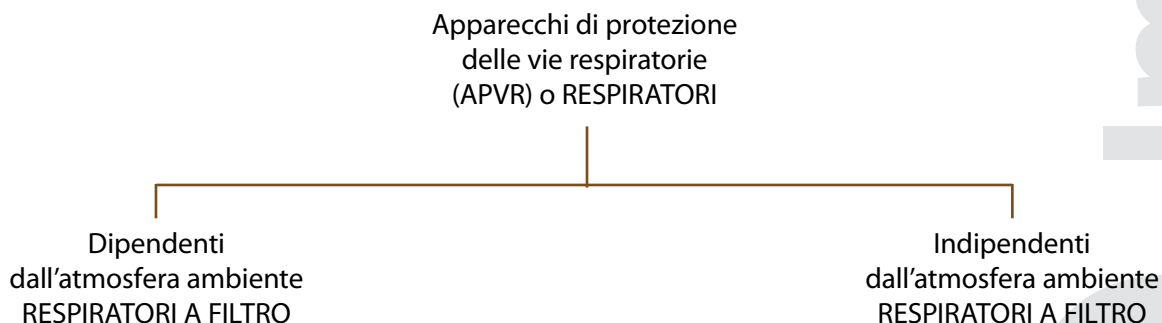 Apparecchi di protezione
delle vie respiratorie
(APVR) o RESPIRATORI
Dipendenti
dall'atmosfera ambiente
RESPIRATORI A FILTRO
Indipendenti
dall'atmosfera ambiente
RESPIRATORI A FILTRO